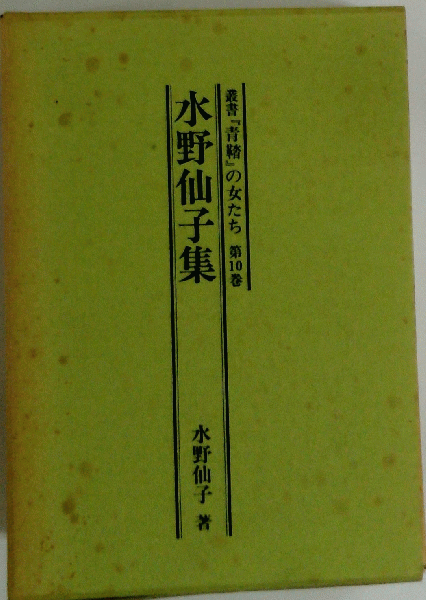 叢書『青鞜』の女たち 第10巻
水野仙子集
水野仙子 著